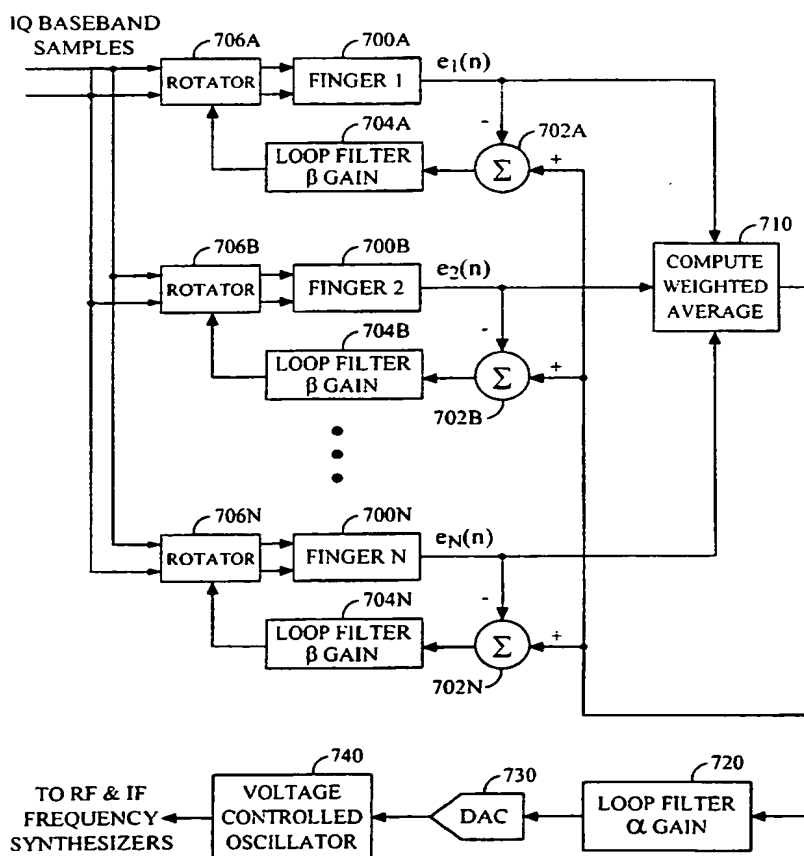 IQ BASEBAND
SAMPLES
706A
700A
ROTATOR
FINGER 1
e₁(n)
-
704A
702A
LOOP FILTER
β GAIN
Σ
+
706B
700B
710
ROTATOR
FINGER 2
e₂(n)
COMPUTE
WEIGHTED
AVERAGE
-
704B
LOOP FILTER
β GAIN
Σ
+
702B
706N
700N
ROTATOR
FINGER N
eN(n)
-
704N
LOOP FILTER
β GAIN
Σ
+
702N
740
730
720
TO RF & IF
FREQUENCY
SYNTHESIZERS
VOLTAGE
CONTROLLED
OSCILLATOR
DAC
LOOP FILTER
α GAIN